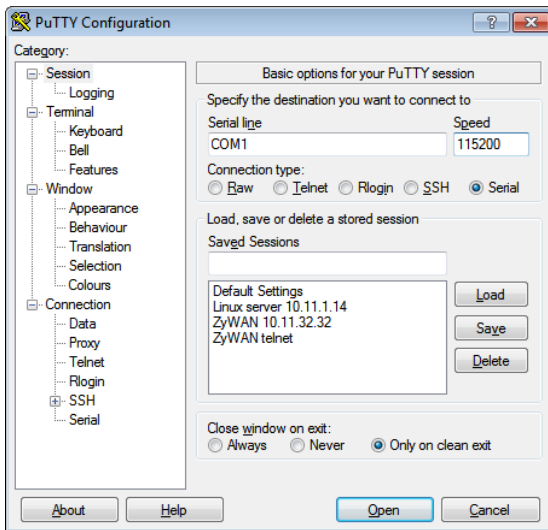 PuTTY Configuration
Category:
Session
Logging
Terminal
Keyboard
Bell
Features
Window
Appearance
Behaviour
Translation
Selection
Colours
Connection
Data
Proxy
Telnet
Rlogin
SSH
Serial
Basic options for your PuTTY session
Specify the destination you want to connect to
Serial line Speed
COM1 115200
Connection type:
Raw Telnet Rlogin SSH Serial
Load, save or delete a stored session
Saved Sessions
Default Settings
Linux server 10.11.1.14
ZyWAN 10.11.32.32
ZyWAN telnet
Load
Save
Delete
Close window on exit:
Always Never Only on clean exit
About Help Open Cancel